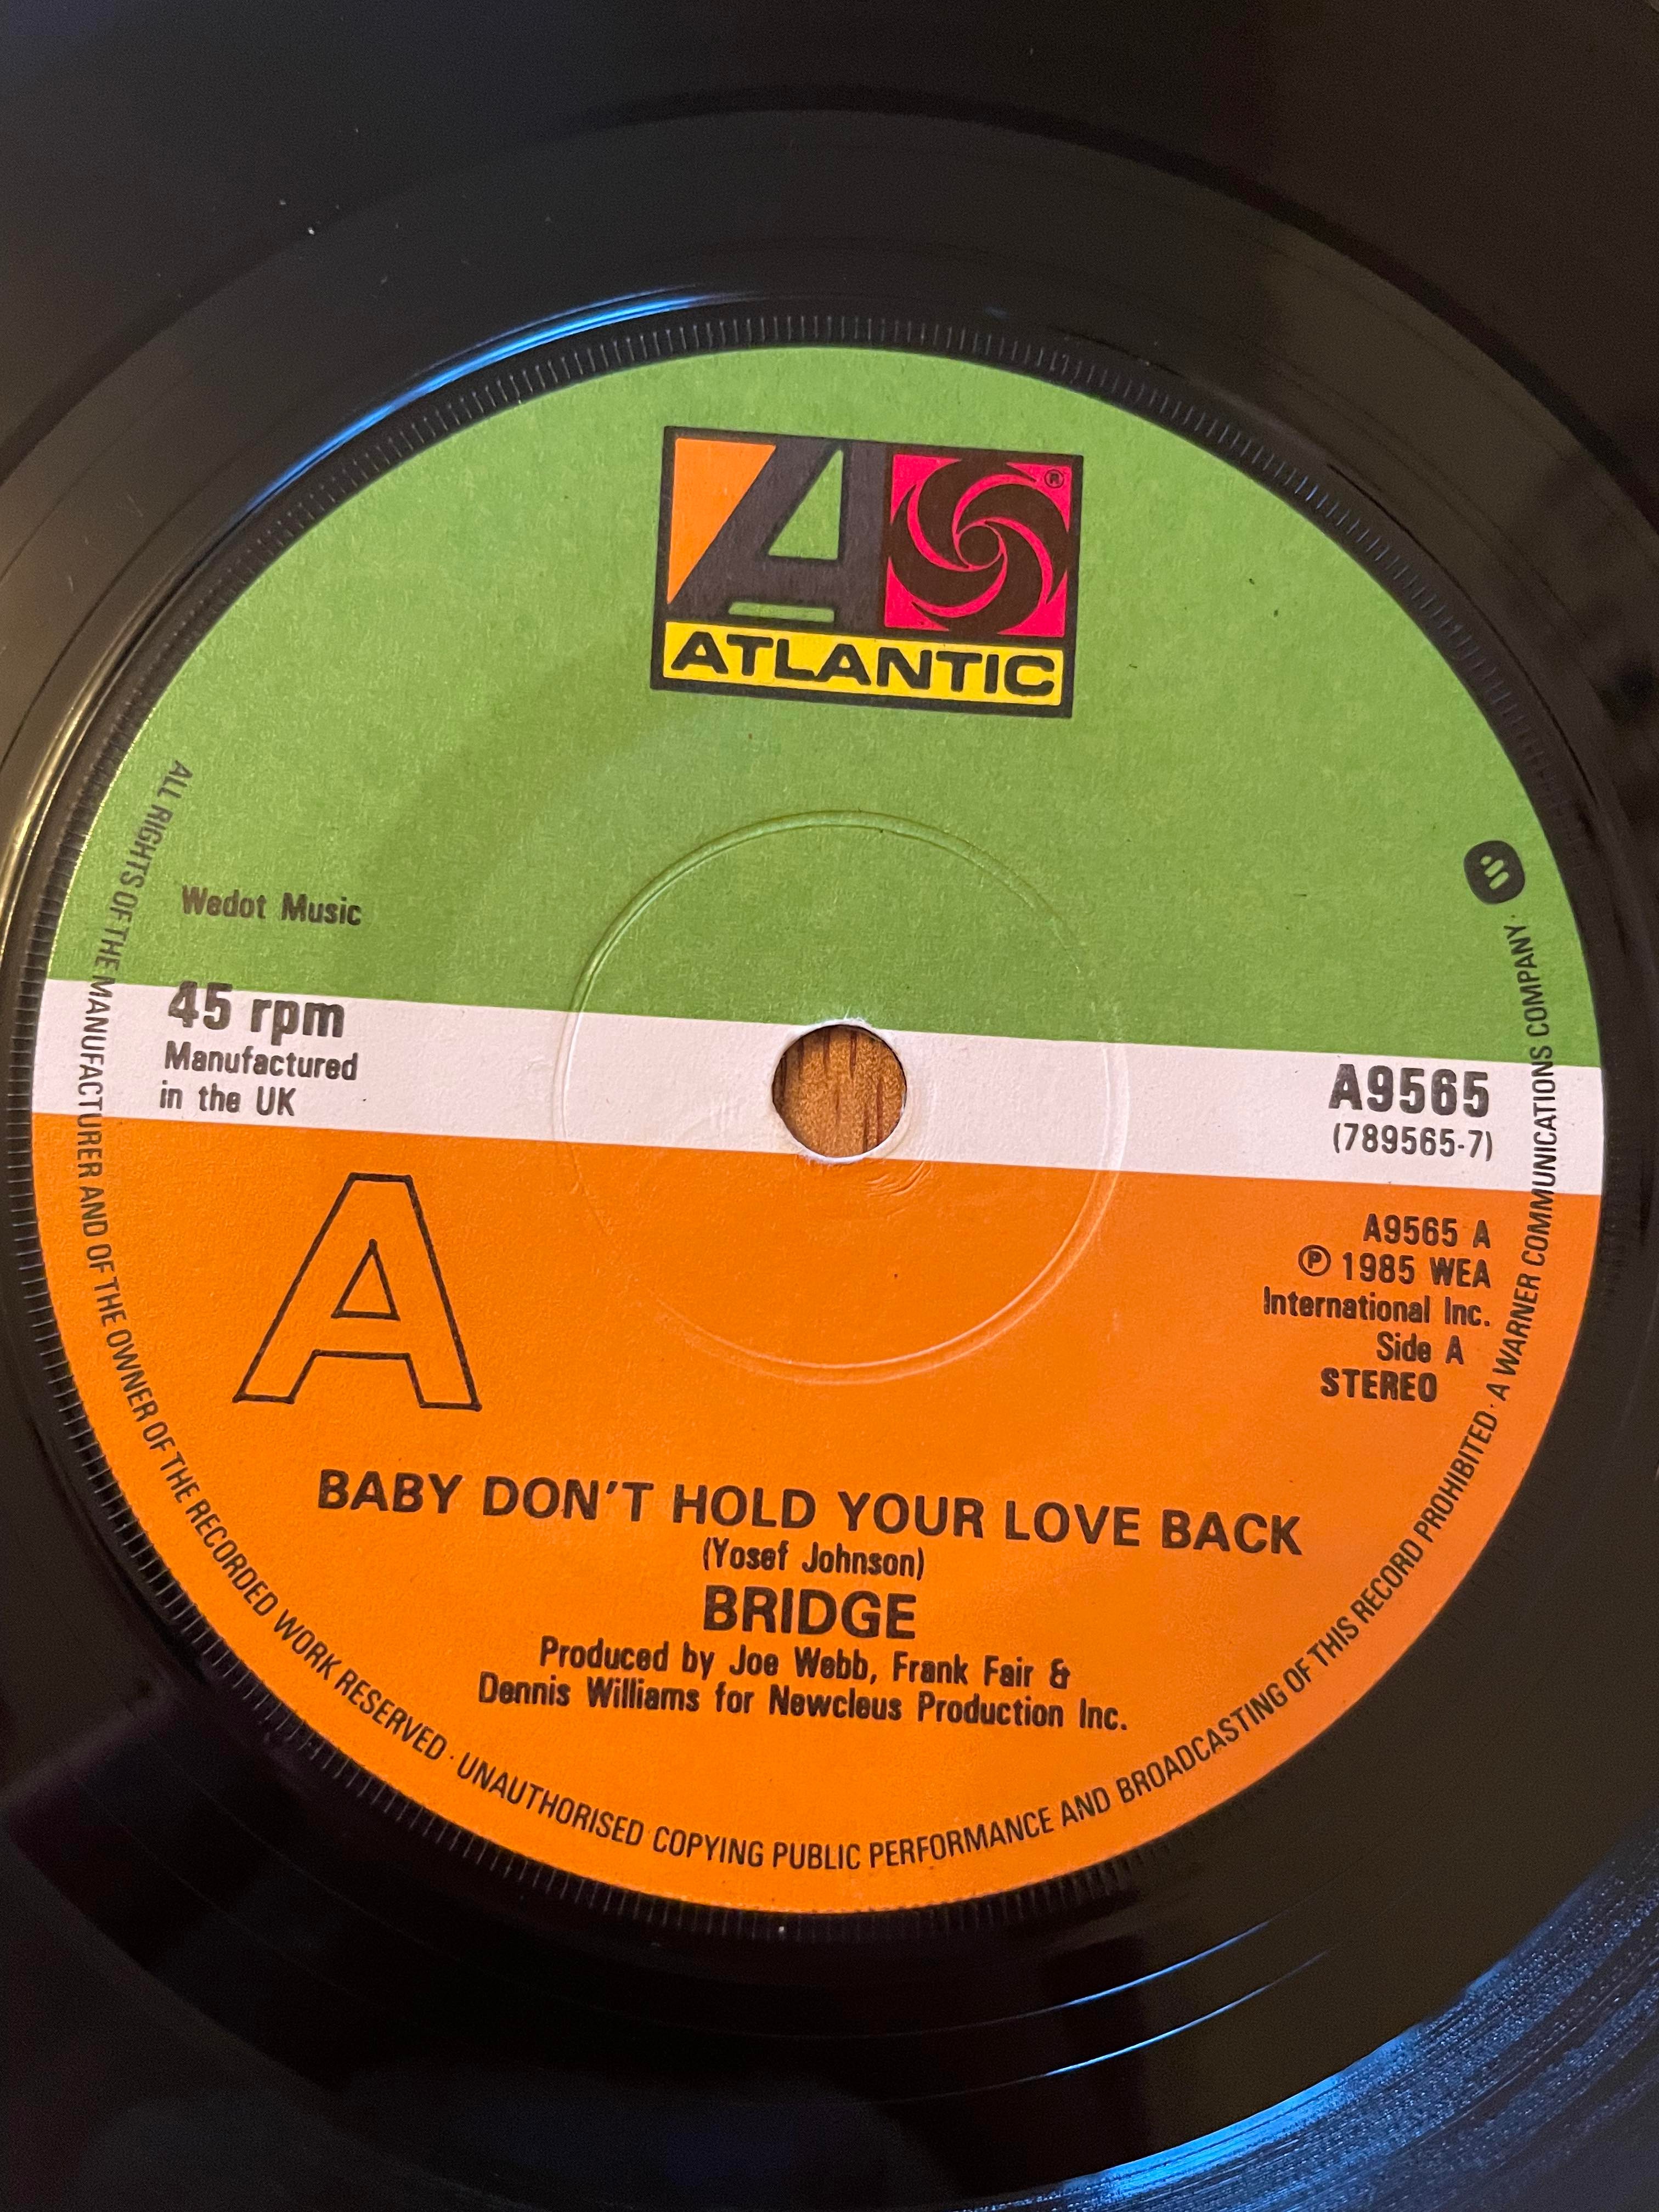 A
®
ATLANTIC
Wedot Music
45 rpm
Manufactured
in the UK
A9565
(789565-7)
A
A9565 A
℗ 1985 WEA
International Inc.
Side A
STEREO
BABY DON'T HOLD YOUR LOVE BACK
(Yosef Johnson)
BRIDGE
Produced by Joe Webb, Frank Fair &
Dennis Williams for Newcleus Production Inc.
ALL RIGHTS OF THE MANUFACTURER AND OF THE OWNER OF THE RECORDED WORK RESERVED · UNAUTHORISED COPYING PUBLIC PERFORMANCE AND BROADCASTING OF THIS RECORD PROHIBITED · A WARNER COMMUNICATIONS COMPANY ·